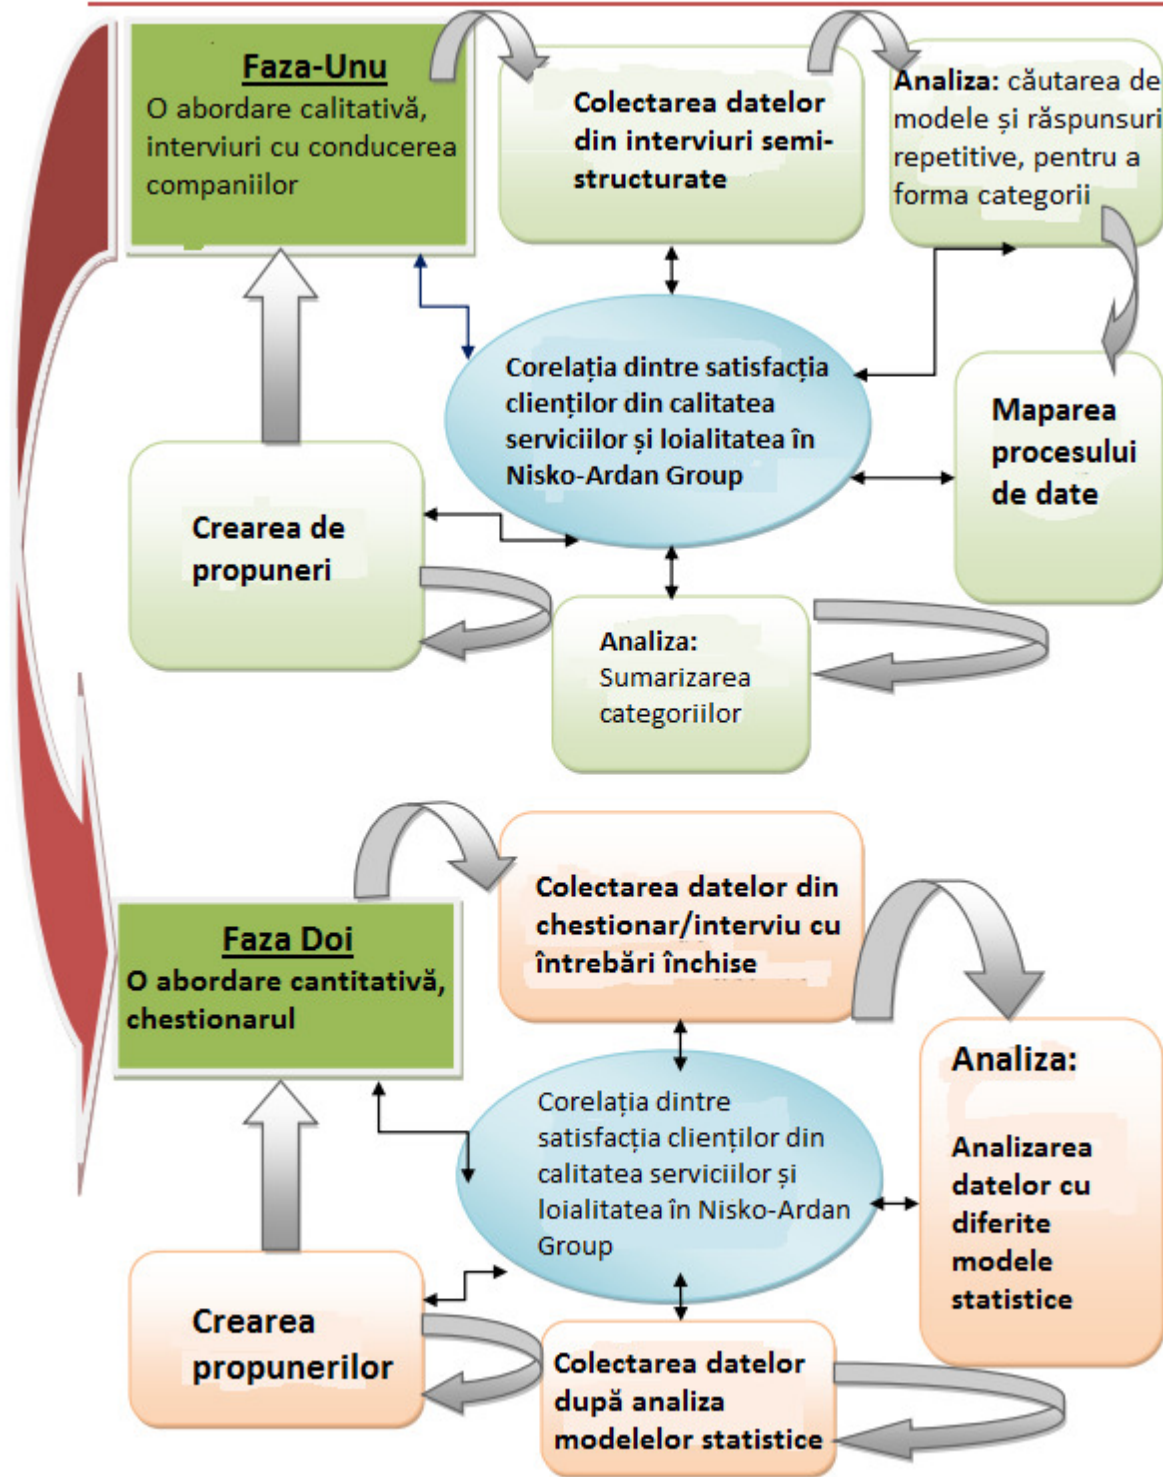 Faza-Unu
O abordare calitativă,
interviuri cu conducerea
companiilor
Colectarea datelor
din interviuri semi-
structurate
Analiza: căutarea de
modele și răspunsuri
repetitive, pentru a
forma categorii
Corelația dintre satisfacția
clienților din calitatea
serviciilor și loialitatea în
Nisko-Ardan Group
Maparea
procesului
de date
Crearea de
propuneri
Analiza:
Sumarizarea
categoriilor
Faza Doi
O abordare cantitativă,
chestionarul
Colectarea datelor din
chestionar/interviu cu
întrebări închise
Analiza:
Analizarea
datelor cu
diferite
modele
statistice
Corelația dintre
satisfacția clienților din
calitatea serviciilor și
loialitatea în Nisko-Ardan
Group
Crearea
propunerilor
Colectarea datelor
după analiza
modelelor statistice